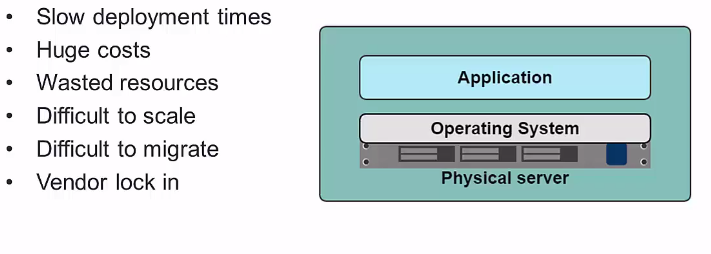 • Slow deployment times
• Huge costs
• Wasted resources
• Difficult to scale
• Difficult to migrate
• Vendor lock in
Application
Operating System
Physical server